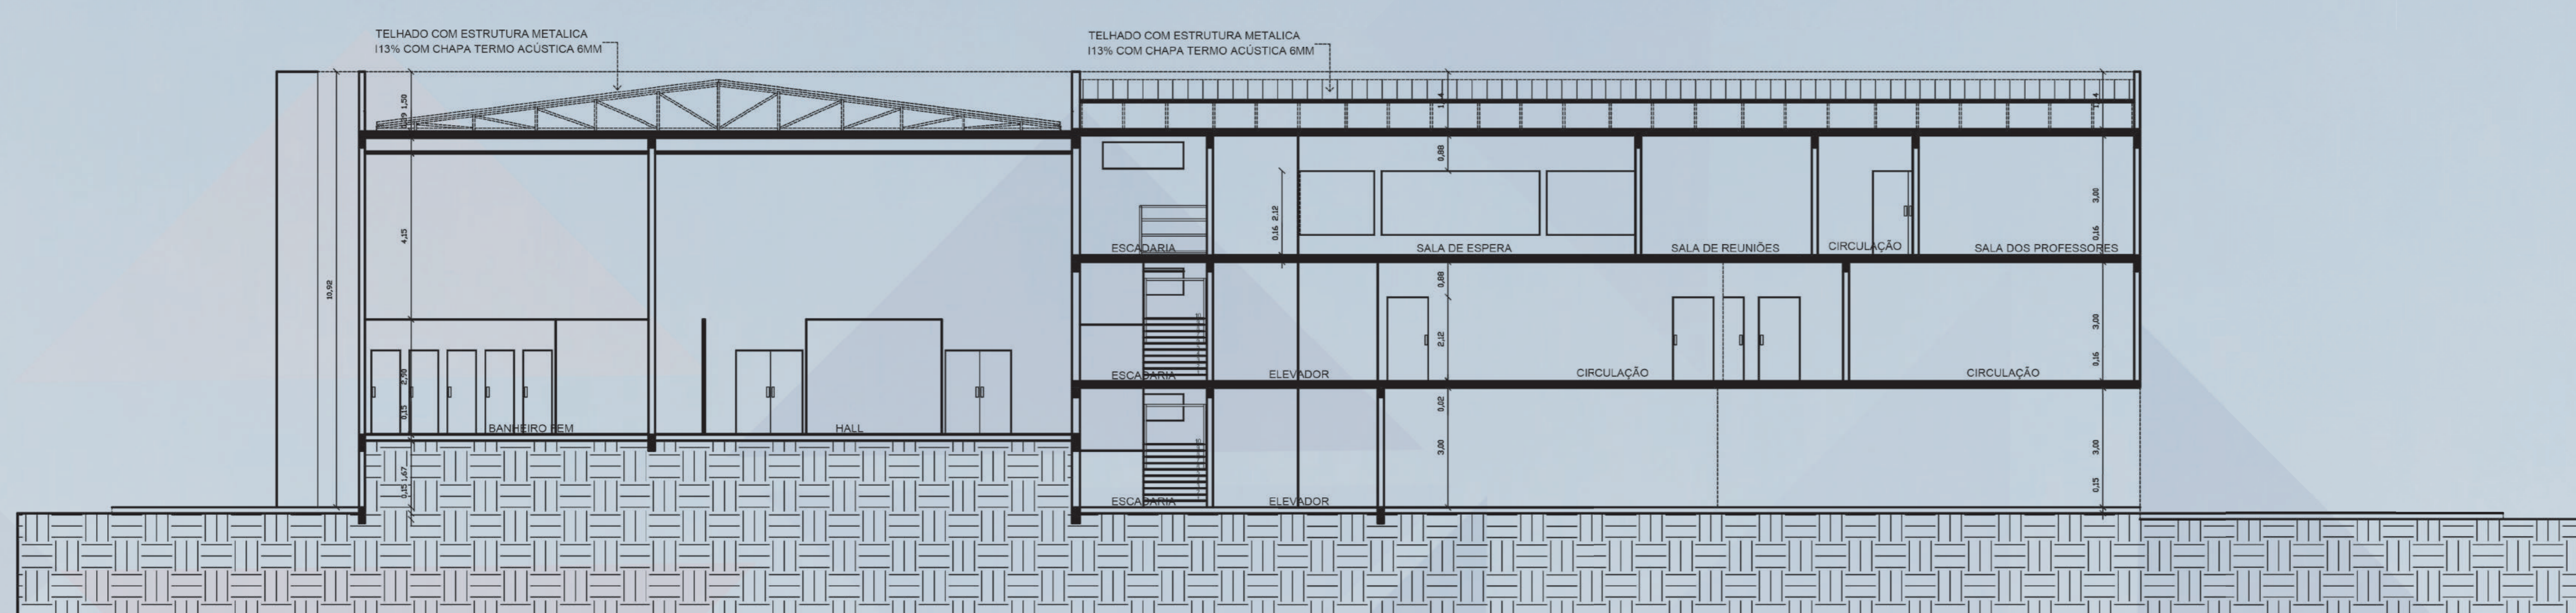 TELHADO COM ESTRUTURA METALICA
I13% COM CHAPA TERMO ACÚSTICA 6MM
TELHADO COM ESTRUTURA METALICA
I13% COM CHAPA TERMO ACÚSTICA 6MM
1,50
4,15
10,92
2,90
0,15
1,67
0,15
BANHEIRO FEM
HALL
0,88
2,12
0,16
3,00
0,16
ESCADARIA
SALA DE ESPERA
SALA DE REUNIÕES
CIRCULAÇÃO
SALA DOS PROFESSORES
0,88
2,12
3,00
0,16
ESCADARIA
ELEVADOR
CIRCULAÇÃO
CIRCULAÇÃO
0,02
3,00
3,00
0,15
ESCADARIA
ELEVADOR